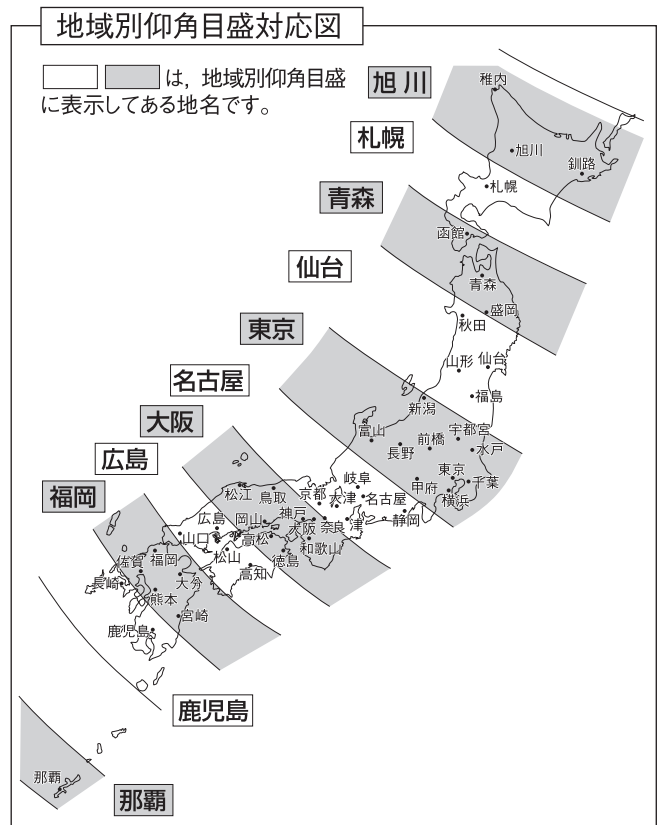 地域別仰角目盛対応図
は，地域別仰角目盛
に表示してある地名です。
旭 川
稚内
札幌
旭川
釧路
札幌
青森
函館
仙台
青森
盛岡
秋田
東京
山形
仙台
名古屋
福島
新潟
大阪
富山
宇都宮
前橋
水戸
長野
広島
東京
岐阜
甲府
千葉
福岡
松江
鳥取
京都
大津
名古屋
横浜
神戸
静岡
広島
岡山
大阪
奈良
津
山口
高松
和歌山
佐賀
福岡
松山
徳島
高知
長崎
大分
熊本
宮崎
鹿児島
鹿児島
那覇
那覇